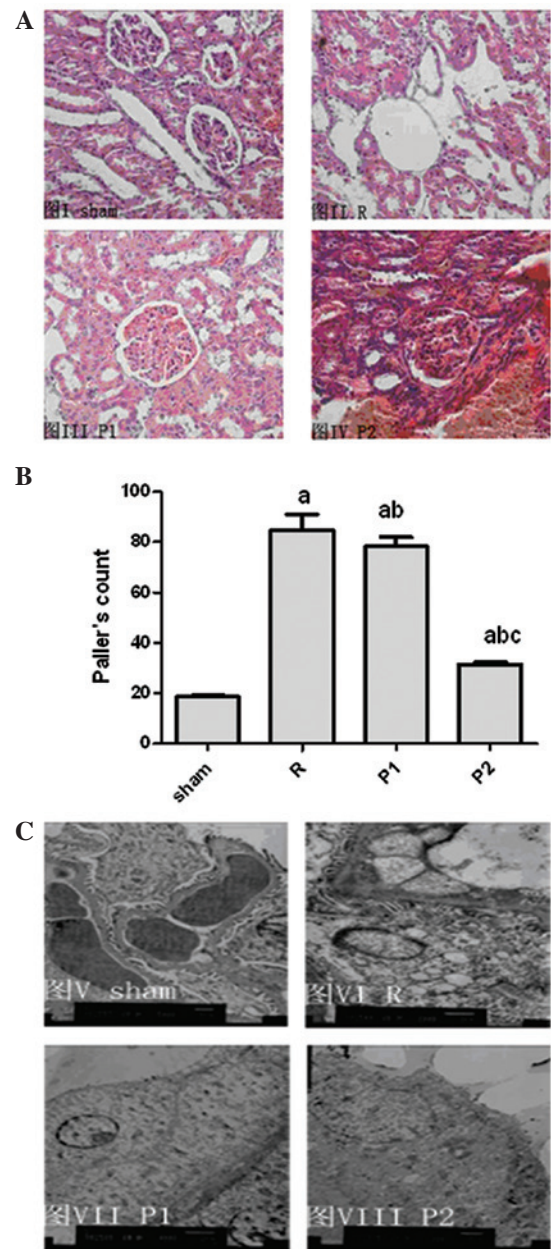 A
图I sham
图II R
图III P1
图IV P2
B
100
80
60
40
20
0
Paller's count
a
ab
abc
sham
R
P1
P2
C
图V sham
图VI R
图VII P1
图VIII P2